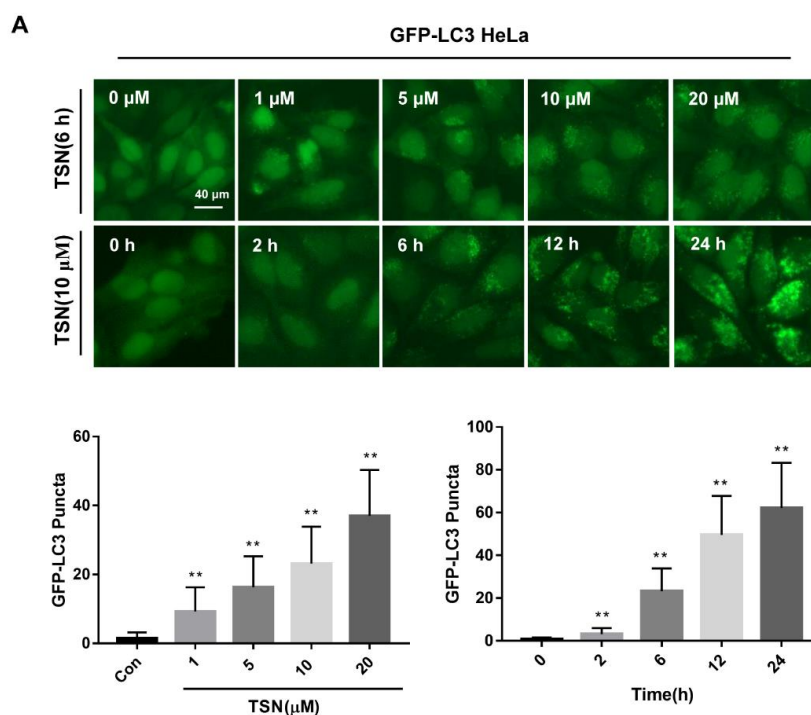 A
GFP-LC3 HeLa
TSN(6 h)
0 µM
1 µM
5 µM
10 µM
20 µM
40 µm
TSN(10 µM)
0 h
2 h
6 h
12 h
24 h
GFP-LC3 Puncta
60
40
20
0
**
**
**
**
Con
1
5
10
20
TSN(µM)
GFP-LC3 Puncta
100
80
60
40
20
0
**
**
**
**
0
2
6
12
24
Time(h)